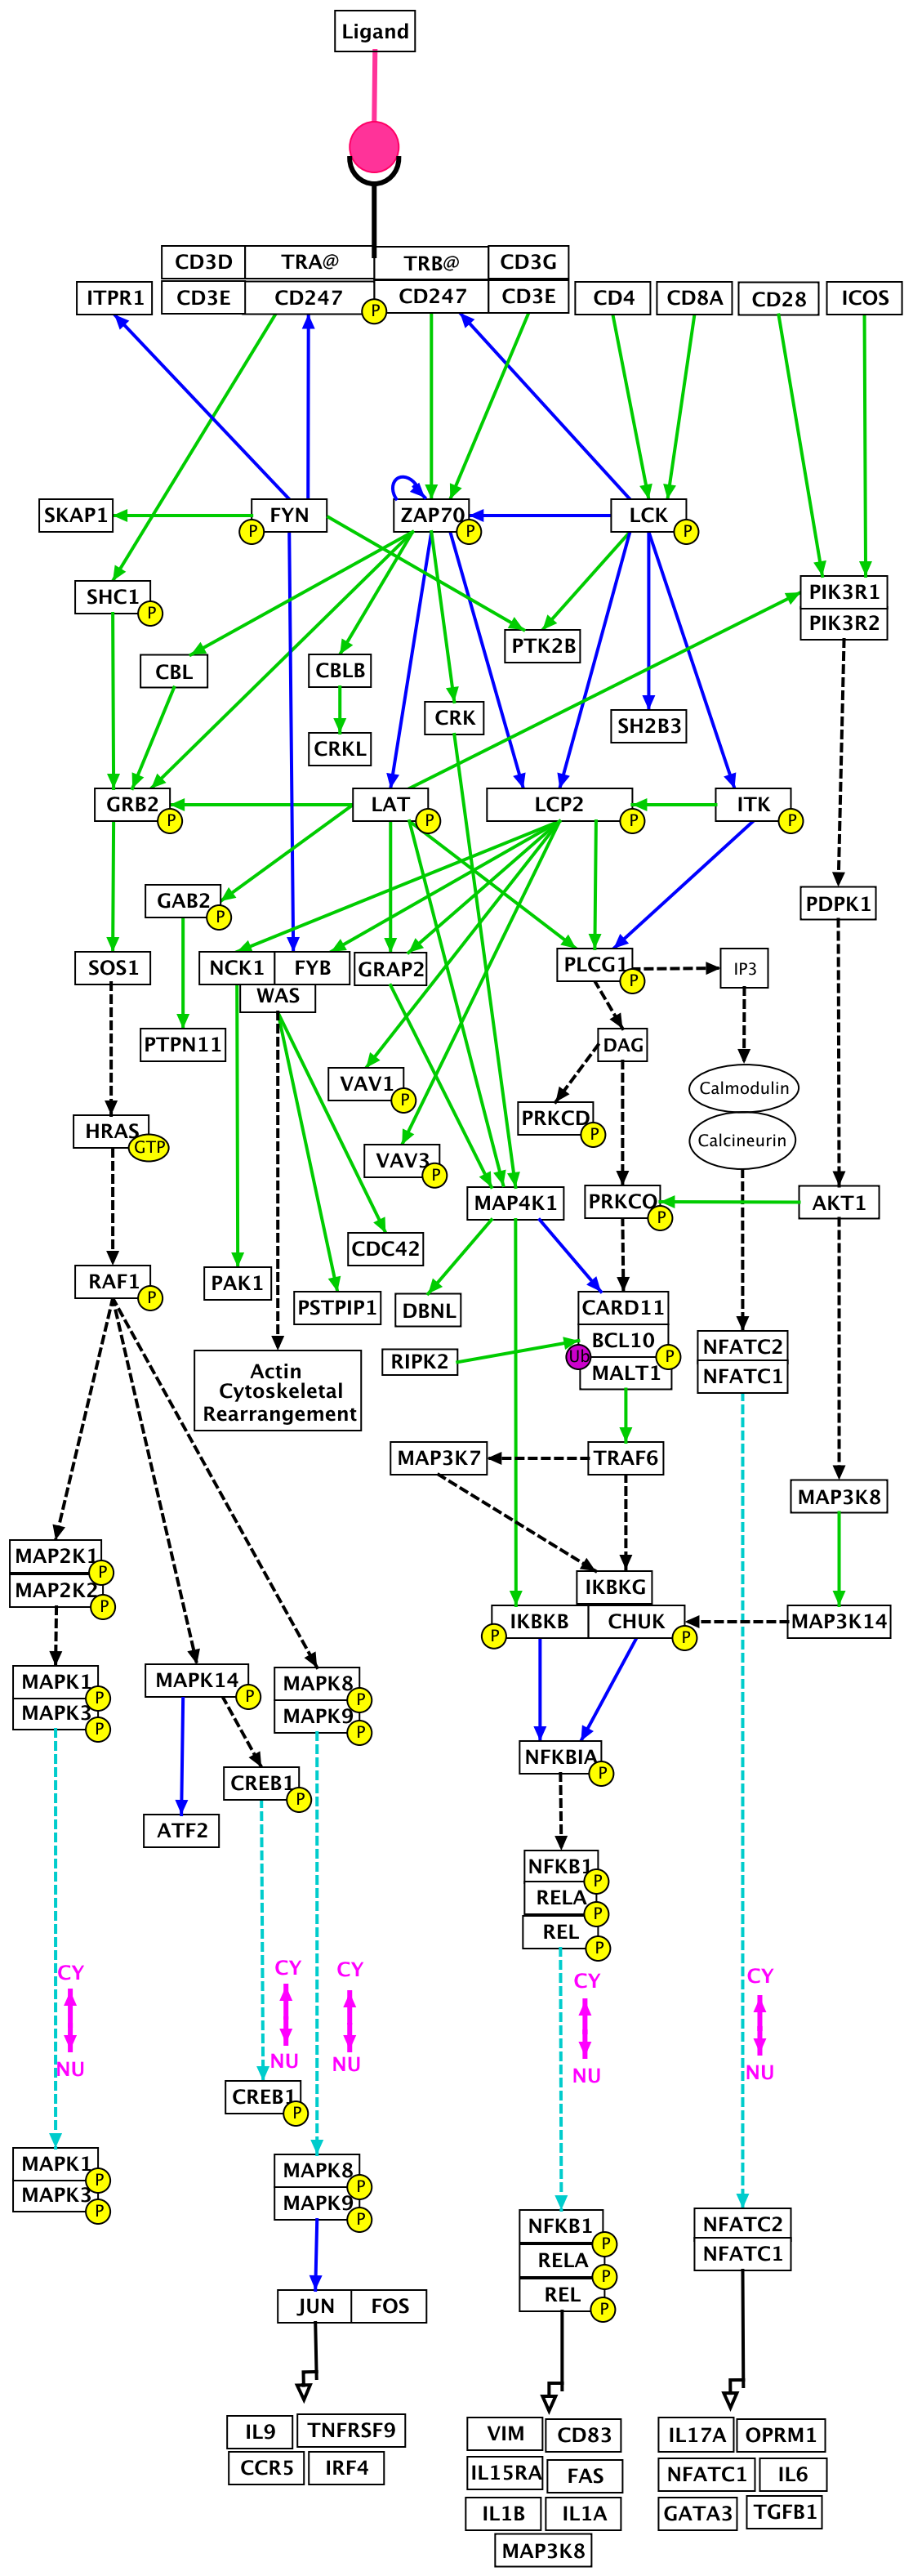 Ligand
CD3D
TRA@
TRB@
CD3G
ITPR1
CD3E
CD247
P
CD247
CD3E
CD4
CD8A
CD28
ICOS
SKAP1
FYN
P
ZAP70
P
LCK
P
SHC1
P
PIK3R1
PIK3R2
CBL
CBLB
PTK2B
CRK
SH2B3
CRKL
GRB2
P
LAT
P
LCP2
P
ITK
P
GAB2
P
PDPK1
SOS1
NCK1
FYB
WAS
GRAP2
PLCG1
P
IP3
PTPN11
DAG
VAV1
P
PRKCD
P
Calmodulin
Calcineurin
HRAS
GTP
VAV3
P
MAP4K1
PRKCQ
P
AKT1
CDC42
RAF1
P
PAK1
PSTPIP1
DBNL
CARD11
BCL10
Ub
P
MALT1
RIPK2
NFATC2
NFATC1
Actin
Cytoskeletal
Rearrangement
MAP3K7
TRAF6
MAP3K8
MAP2K1
P
MAP2K2
P
IKBKG
IKBKB
P
CHUK
P
MAP3K14
MAPK1
P
MAPK3
P
MAPK14
P
MAPK8
P
MAPK9
P
NFKBIA
P
CREB1
P
ATF2
NFKB1
P
RELA
P
REL
P
CY
CY
CY
CY
CY
NU
NU
NU
NU
NU
CREB1
P
MAPK1
P
MAPK3
P
MAPK8
P
MAPK9
P
NFKB1
P
RELA
P
REL
P
NFATC2
NFATC1
JUN
FOS
IL9
TNFRSF9
CCR5
IRF4
VIM
CD83
IL15RA
FAS
IL1B
IL1A
MAP3K8
IL17A
OPRM1
NFATC1
IL6
GATA3
TGFB1